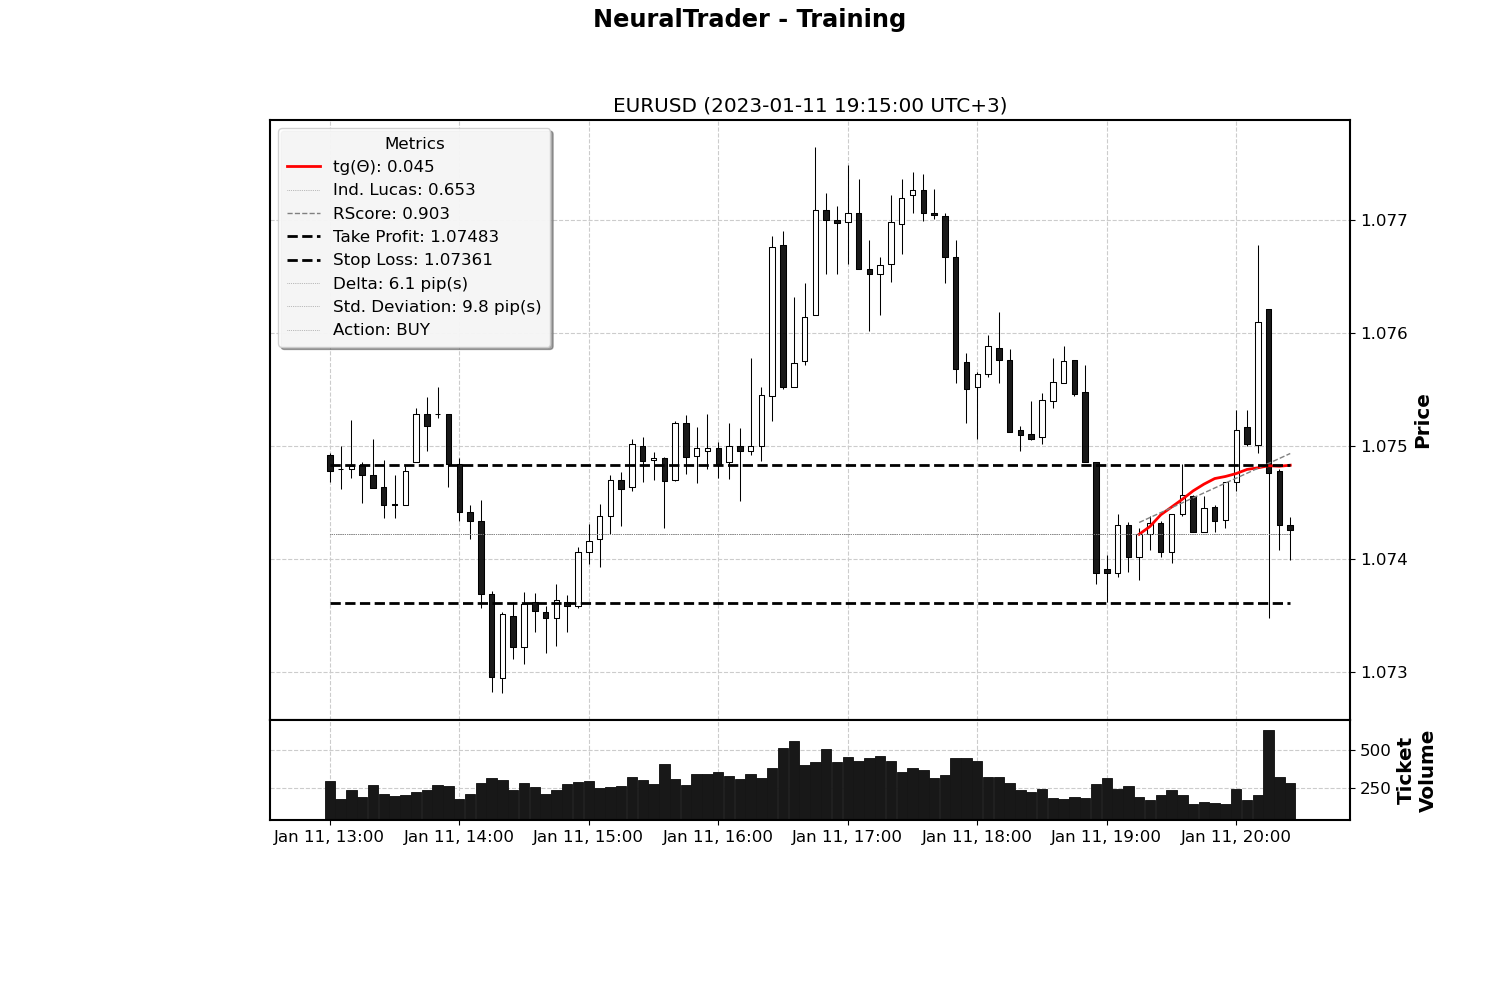 NeuralTrader - Training
EURUSD (2023-01-11 19:15:00 UTC+3)
Metrics
tg(Θ): 0.045
Ind. Lucas: 0.653
RScore: 0.903
Take Profit: 1.07483
Stop Loss: 1.07361
Delta: 6.1 pip(s)
Std. Deviation: 9.8 pip(s)
Action: BUY
1.077
1.076
1.075
1.074
1.073
Price
500
250
Ticket
Volume
Jan 11, 13:00
Jan 11, 14:00
Jan 11, 15:00
Jan 11, 16:00
Jan 11, 17:00
Jan 11, 18:00
Jan 11, 19:00
Jan 11, 20:00